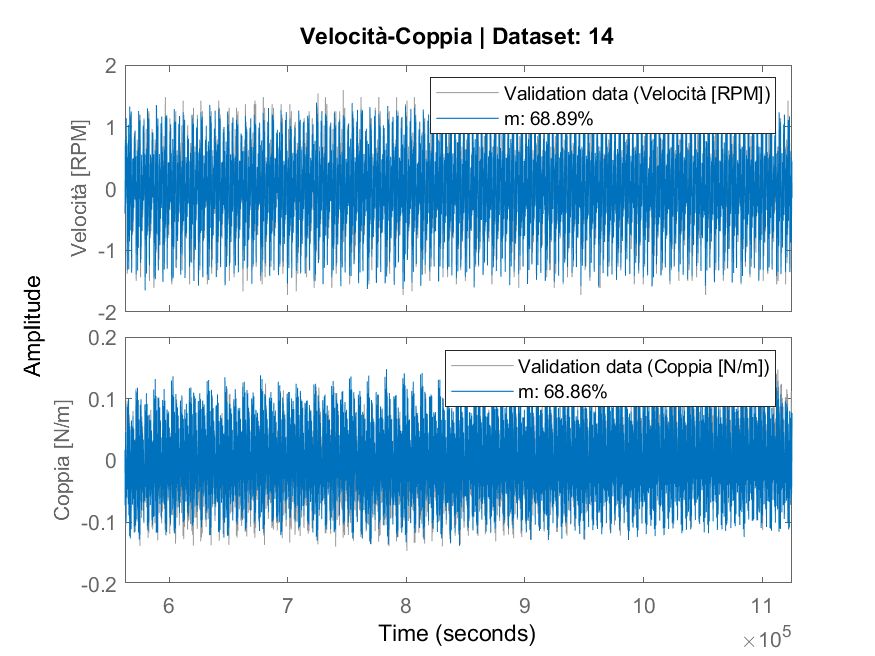 Velocità-Coppia | Dataset: 14
Amplitude
Velocità [RPM]
2
1
0
-1
-2
Validation data (Velocità [RPM])
m: 68.89%
Coppia [N/m]
0.2
0.1
0
-0.1
-0.2
Validation data (Coppia [N/m])
m: 68.86%
6 7 8 9 10 11
Time (seconds)
×10⁵